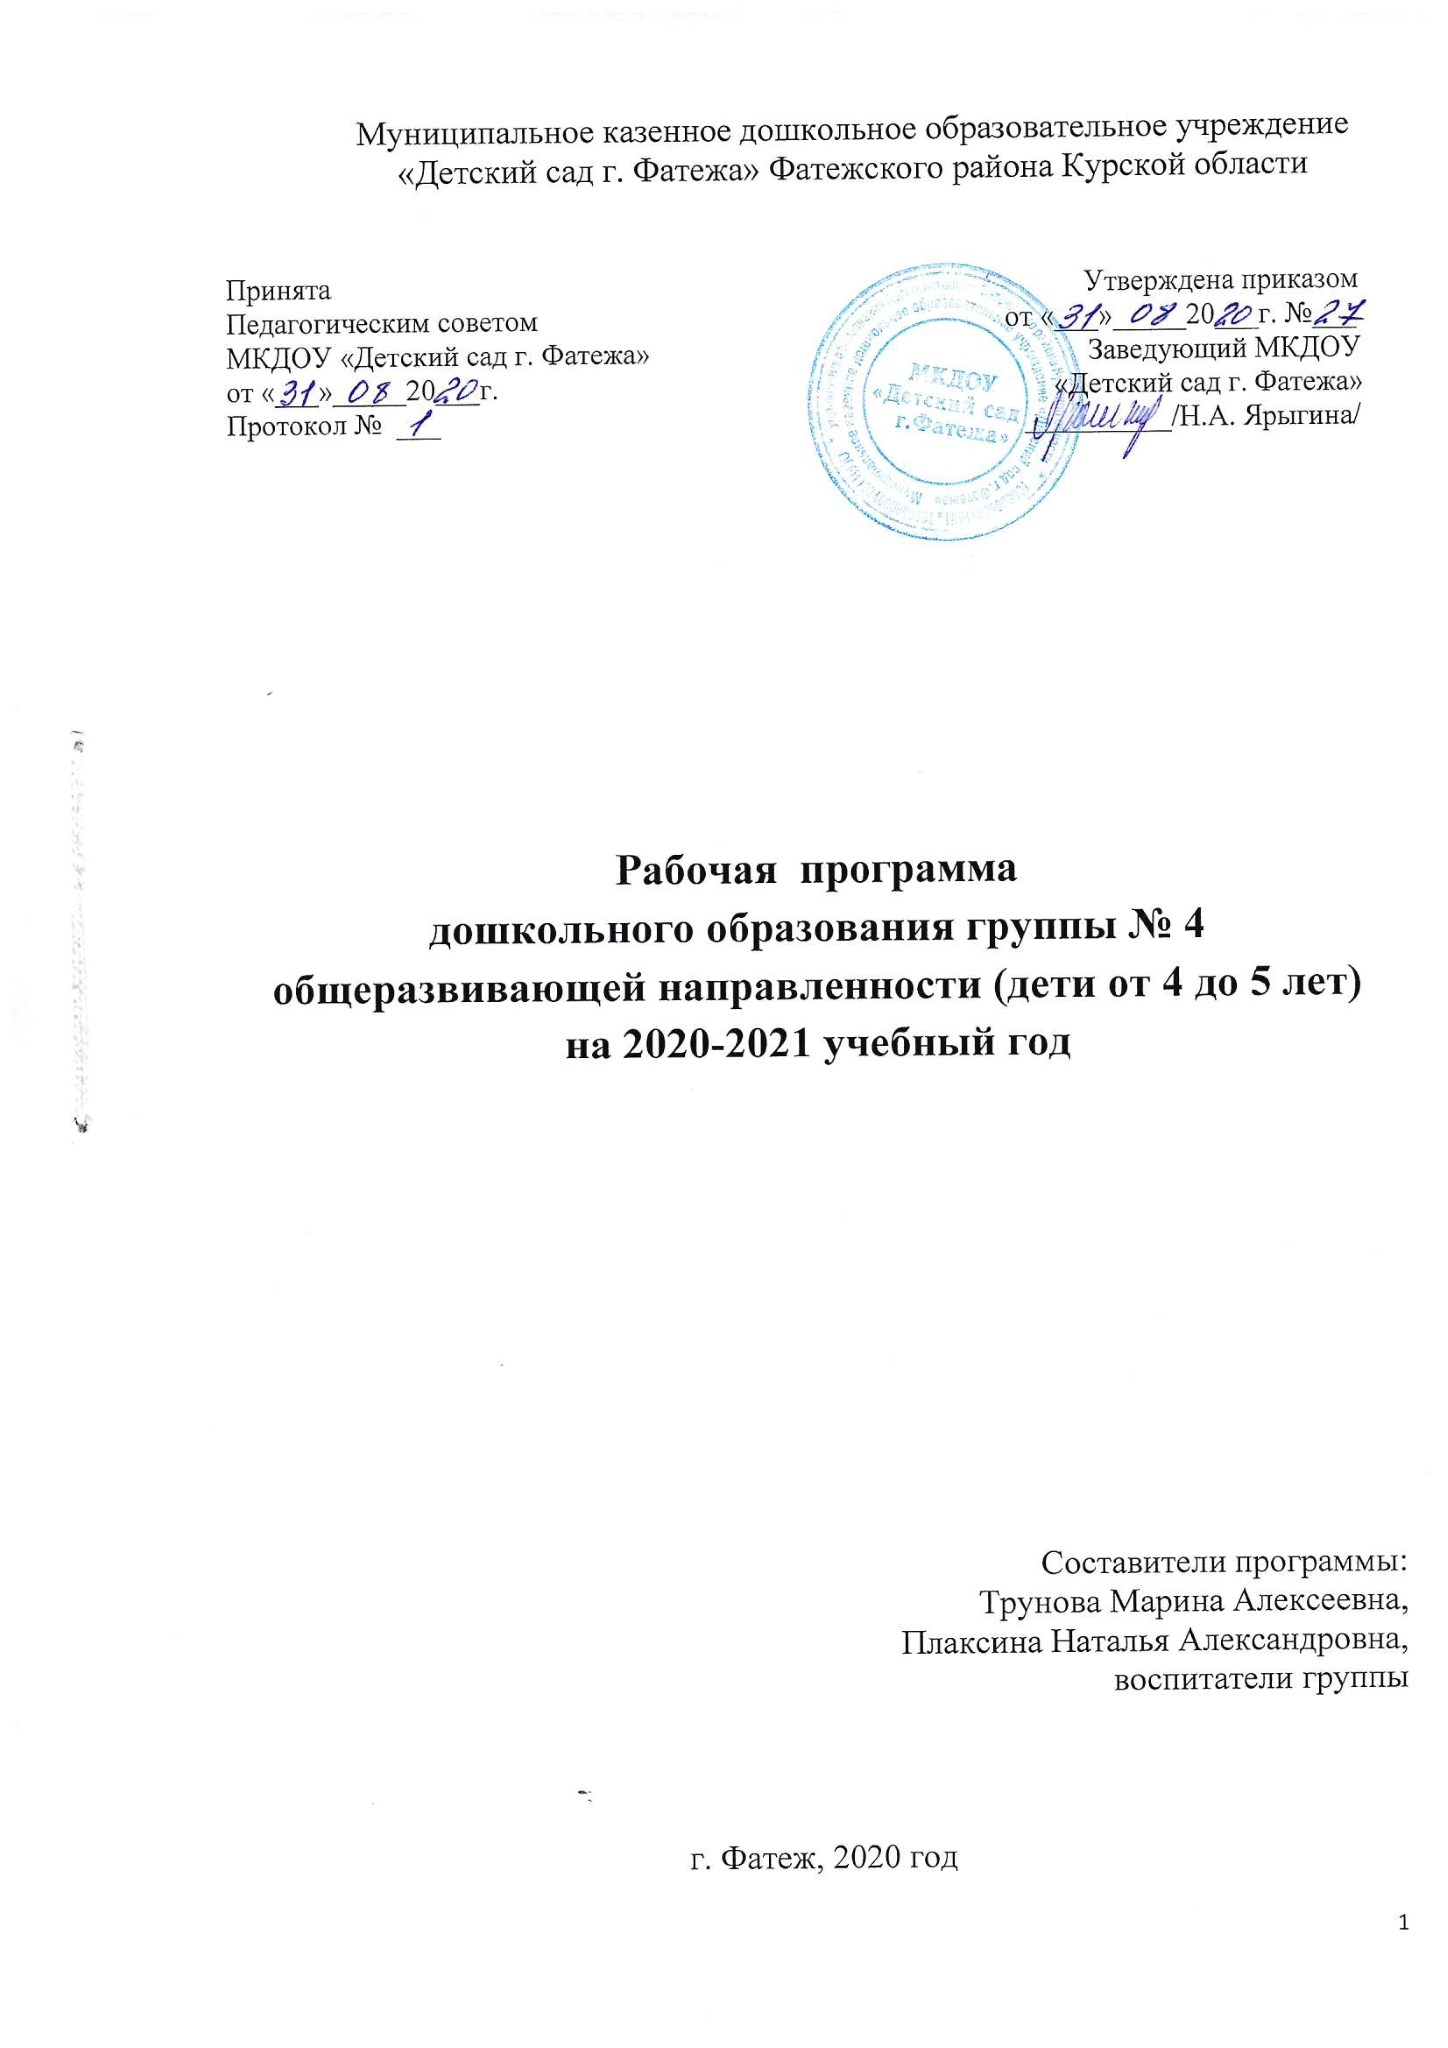 Муниципальное казенное дошкольное образовательное учреждение
«Детский сад г. Фатежа» Фатежского района Курской области
Принята
Педагогическим советом
МКДОУ «Детский сад г. Фатежа»
от «31» 08 2020г.
Протокол № 1
Утверждена приказом
от «31» 08 2020г. №27
Заведующий МКДОУ
«Детский сад г. Фатежа»
/Н.А. Ярыгина/
МКДОУ
«Детский сад
г.Фатежа»
Рабочая программа
дошкольного образования группы № 4
общеразвивающей направленности (дети от 4 до 5 лет)
на 2020-2021 учебный год
Составители программы:
Трунова Марина Алексеевна,
Плаксина Наталья Александровна,
воспитатели группы
г. Фатеж, 2020 год
1